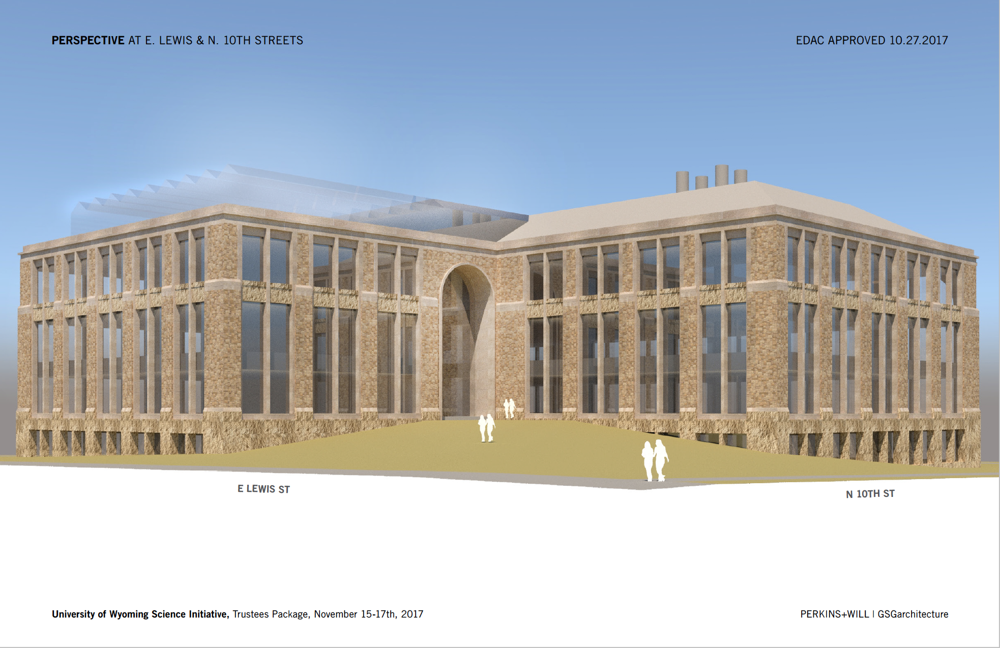 PERSPECTIVE AT E. LEWIS & N. 10TH STREETS
EDAC APPROVED 10.27.2017
E LEWIS ST
N 10TH ST
University of Wyoming Science Initiative, Trustees Package, November 15-17th, 2017
PERKINS+WILL | GSGarchitecture